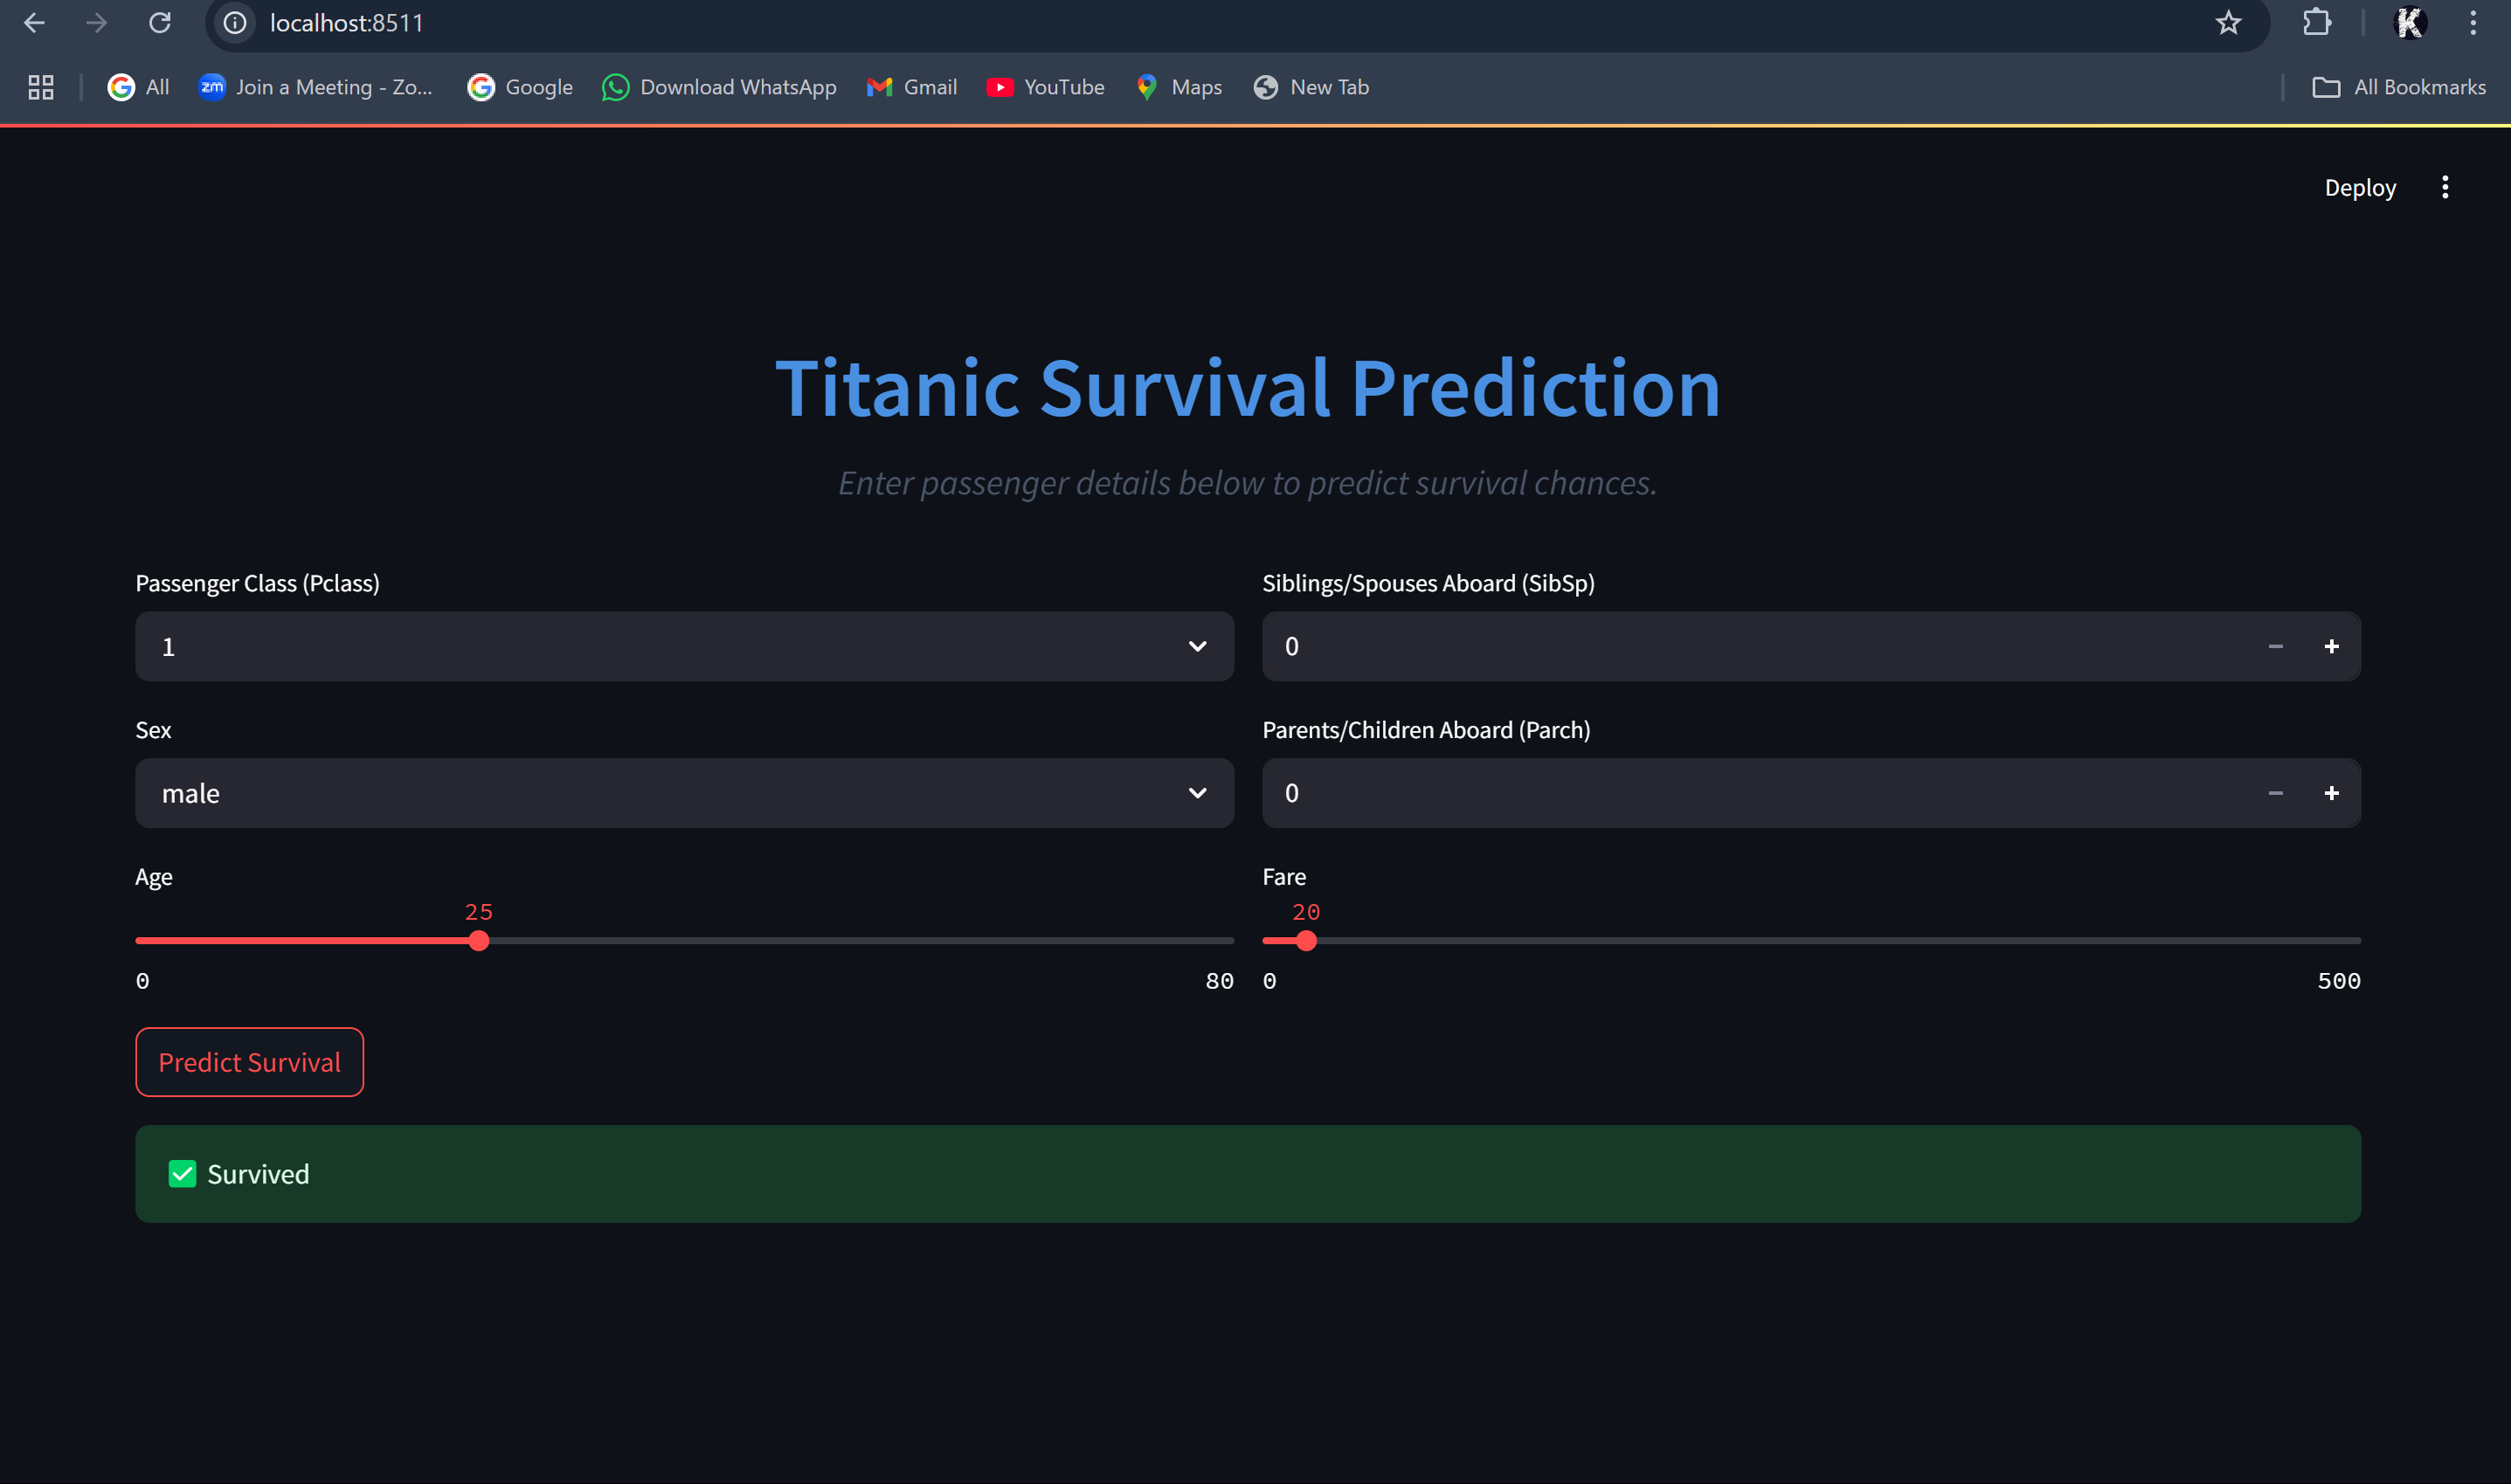 localhost:8511
All Join a Meeting - Zo... Google Download WhatsApp Gmail YouTube Maps New Tab All Bookmarks
Deploy
Titanic Survival Prediction
Enter passenger details below to predict survival chances.
Passenger Class (Pclass)
1
Siblings/Spouses Aboard (SibSp)
0
Sex
male
Parents/Children Aboard (Parch)
0
Age
25
0 80
Fare
20
0 500
Predict Survival
Survived